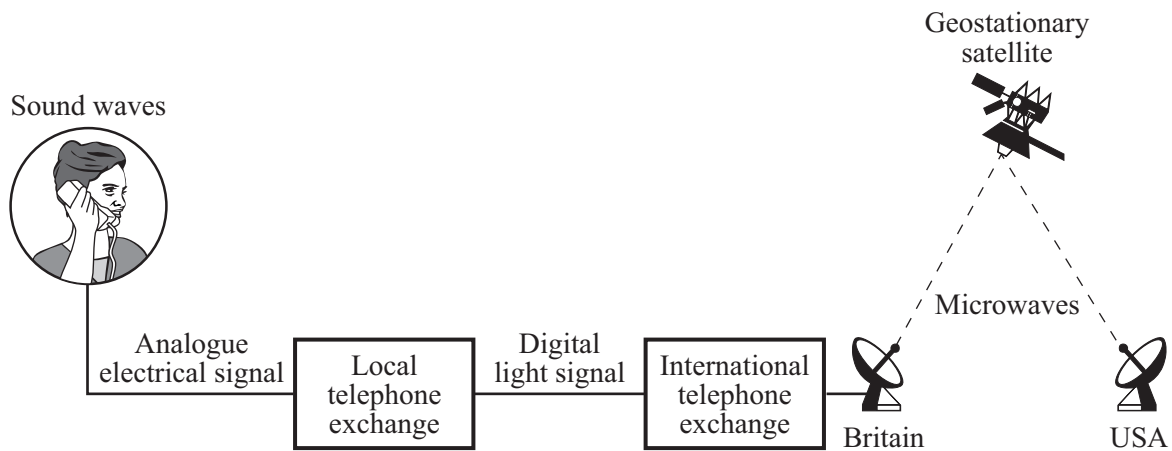 Geostationary
satellite
Sound waves
Microwaves
Analogue
electrical signal
Local
telephone
exchange
Digital
light signal
International
telephone
exchange
Britain
USA